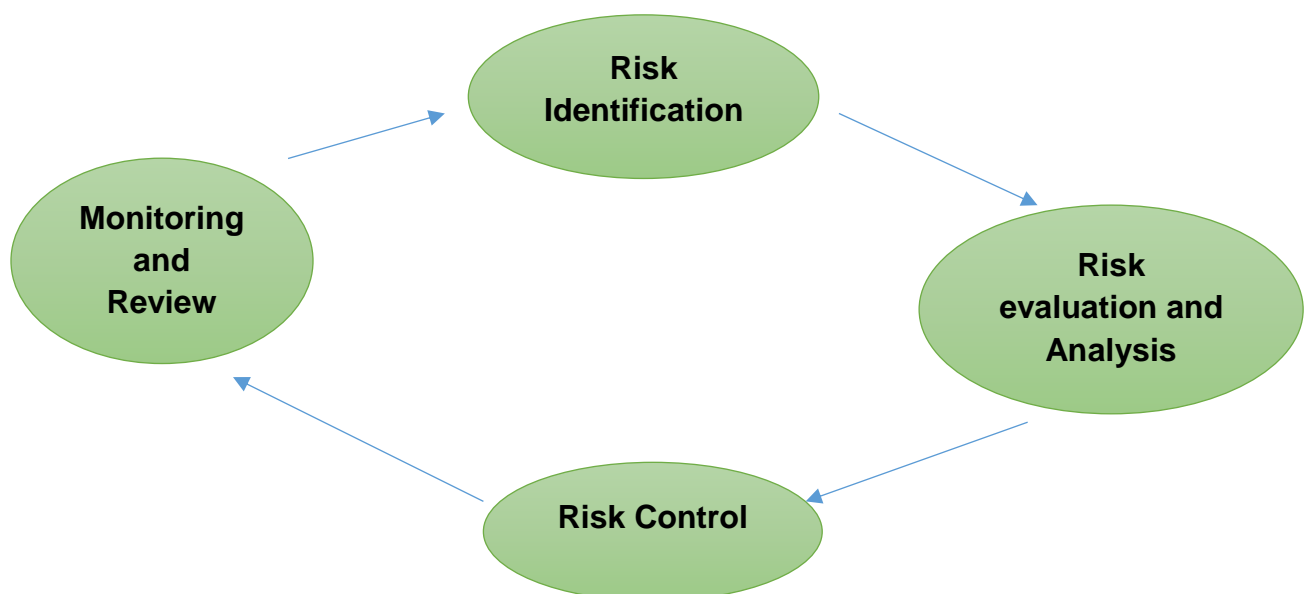 Risk
Identification
Monitoring
and
Review
Risk
evaluation and
Analysis
Risk Control